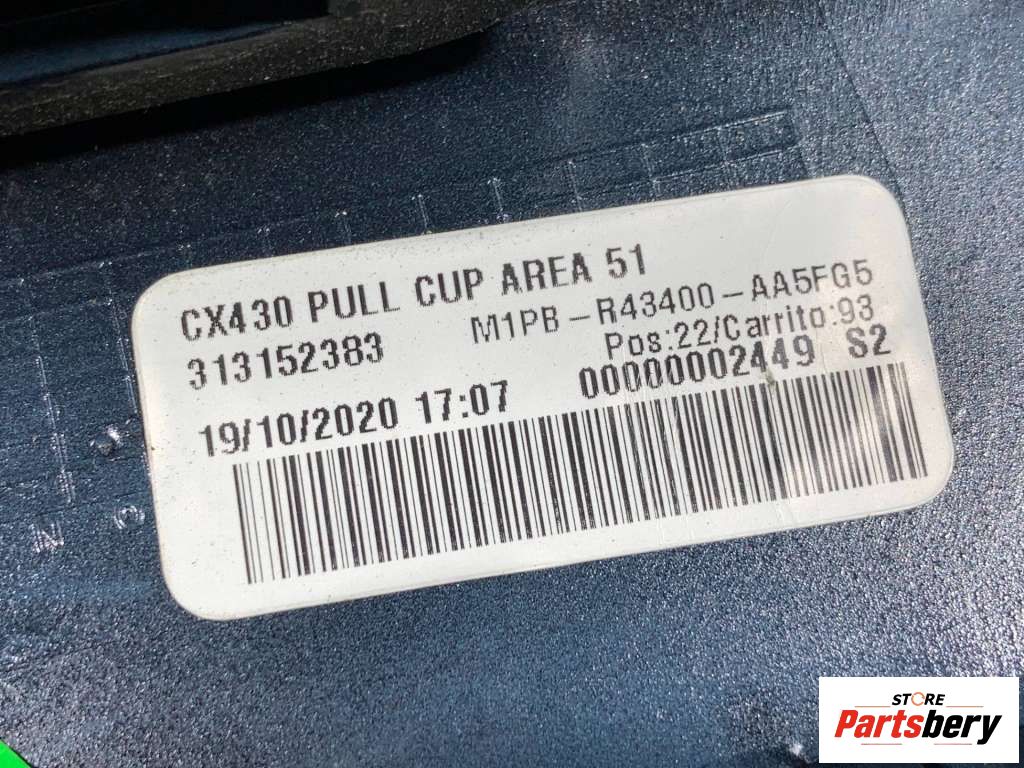 CX430 PULL CUP AREA 51
313152383 M1PB-R43400-AA5FG5
Pos:22/Carrito:93
19/10/2020 17:07 00000002449 S2
STORE
Partsbery